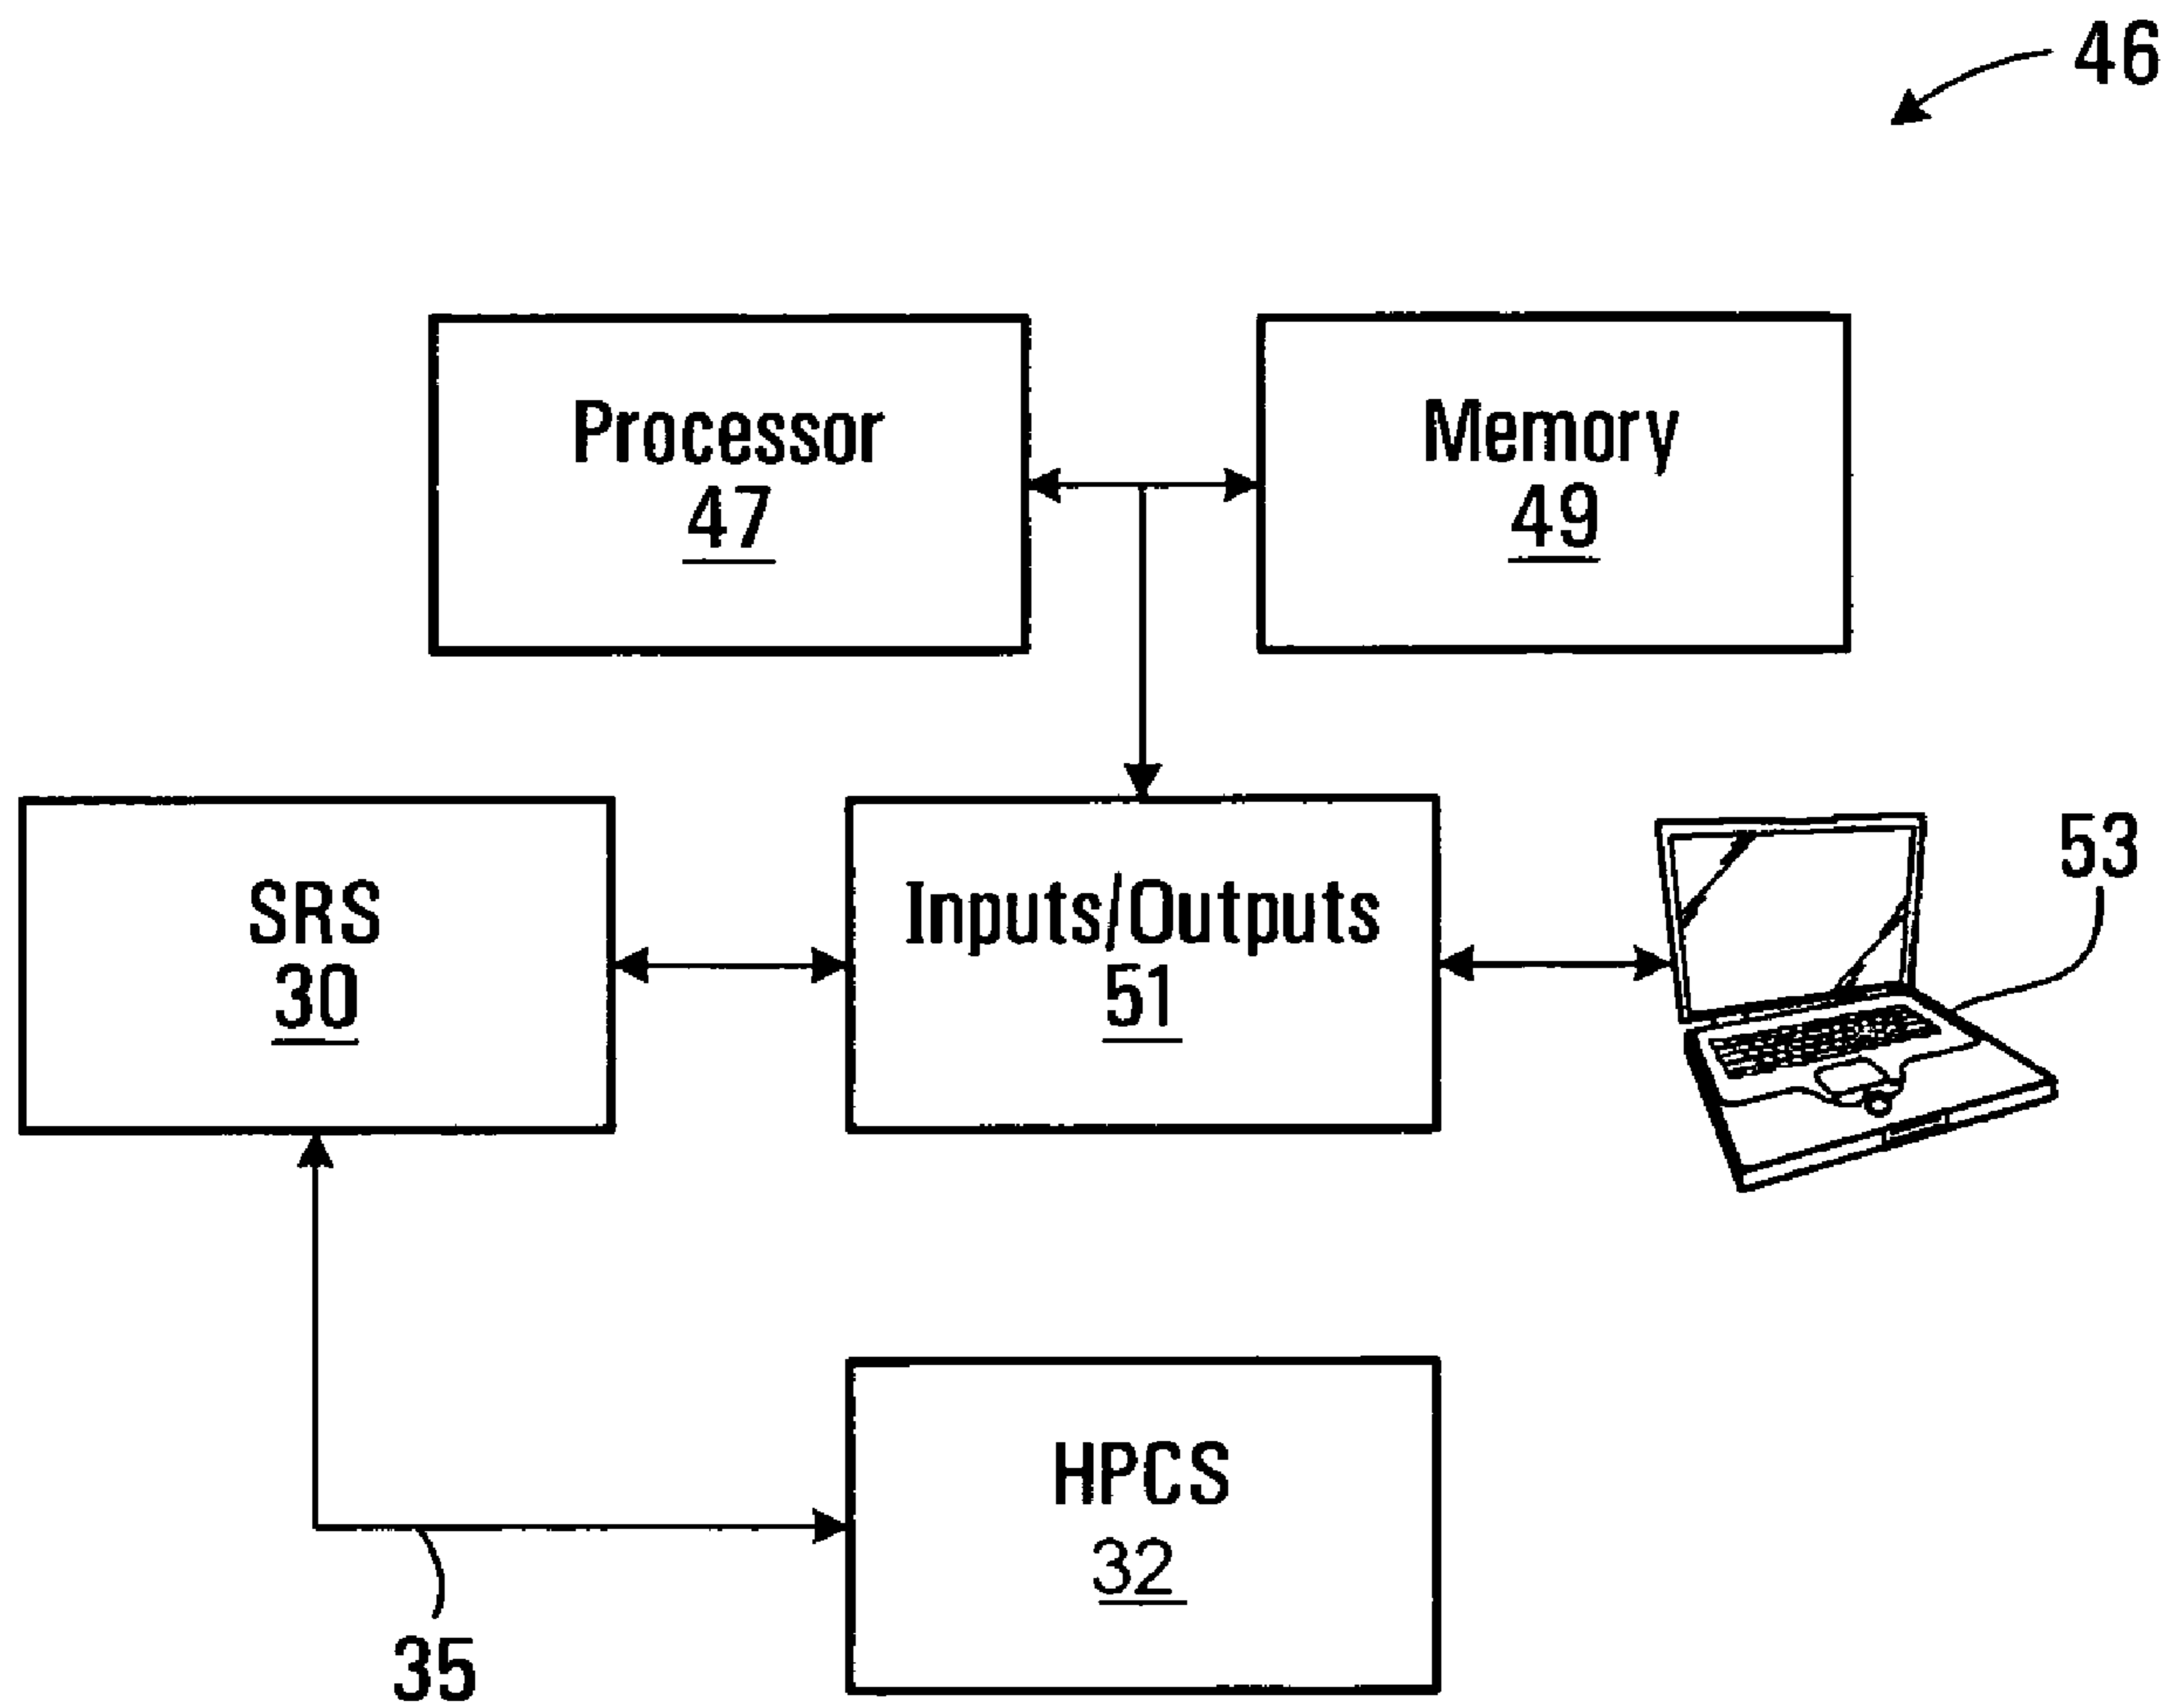 46
Processor
47
Memory
49
SRS
30
Inputs/Outputs
51
53
HPCS
32
35